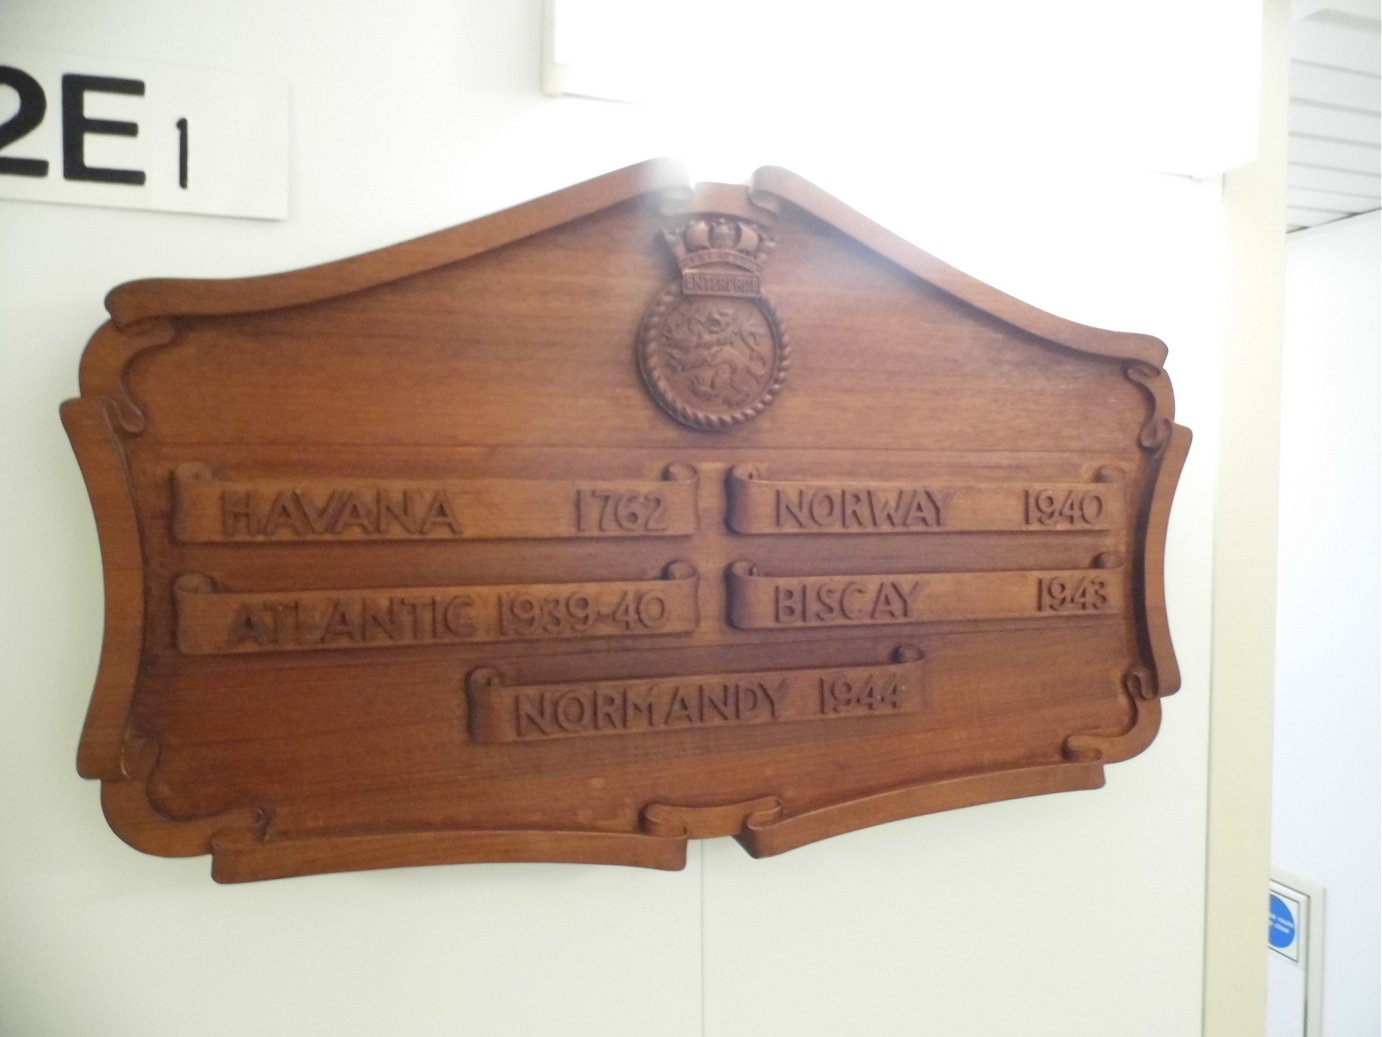 2E 1
ENTERPRISE
HAVANA 1762
NORWAY 1940
ATLANTIC 1939-40
BISCAY 1943
NORMANDY 1944